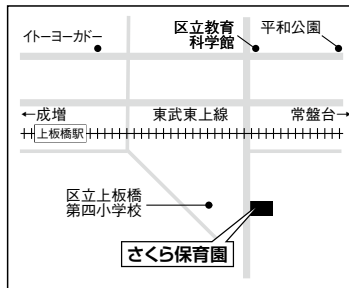 イトーヨーカドー
区立教育
科学館
平和公園
←成増
東武東上線
常盤台→
上板橋駅
区立上板橋
第四小学校
さくら保育園